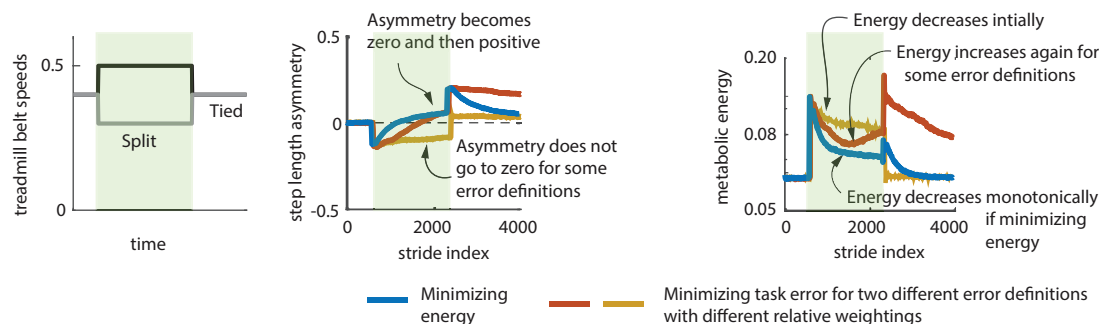 treadmill belt speeds
0.5
0
Split
Tied
time
step length asymmetry
0.5
0
-0.5
0
2000
4000
stride index
Asymmetry becomes
zero and then positive
Asymmetry does not
go to zero for some
error definitions
metabolic energy
0.20
0.08
0.05
0
2000
4000
stride index
Energy decreases intially
Energy increases again for
some error definitions
Energy decreases monotonically
if minimizing
energy
Minimizing
energy
Minimizing task error for two different error definitions
with different relative weightings